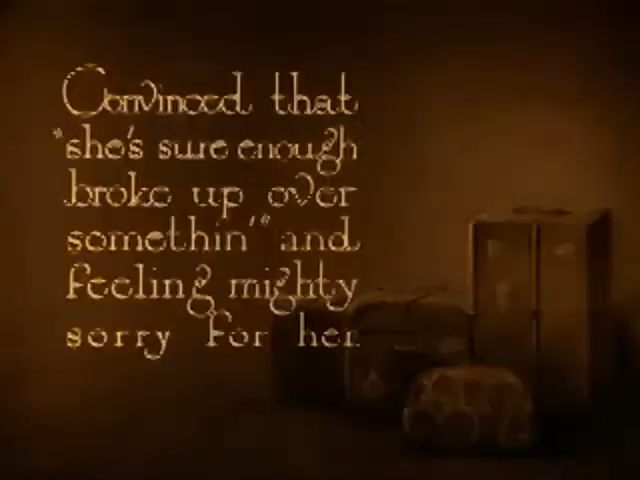 Convinced that
"she's sure enough
broke up over
somethin'" and
feeling mighty
sorry for her.